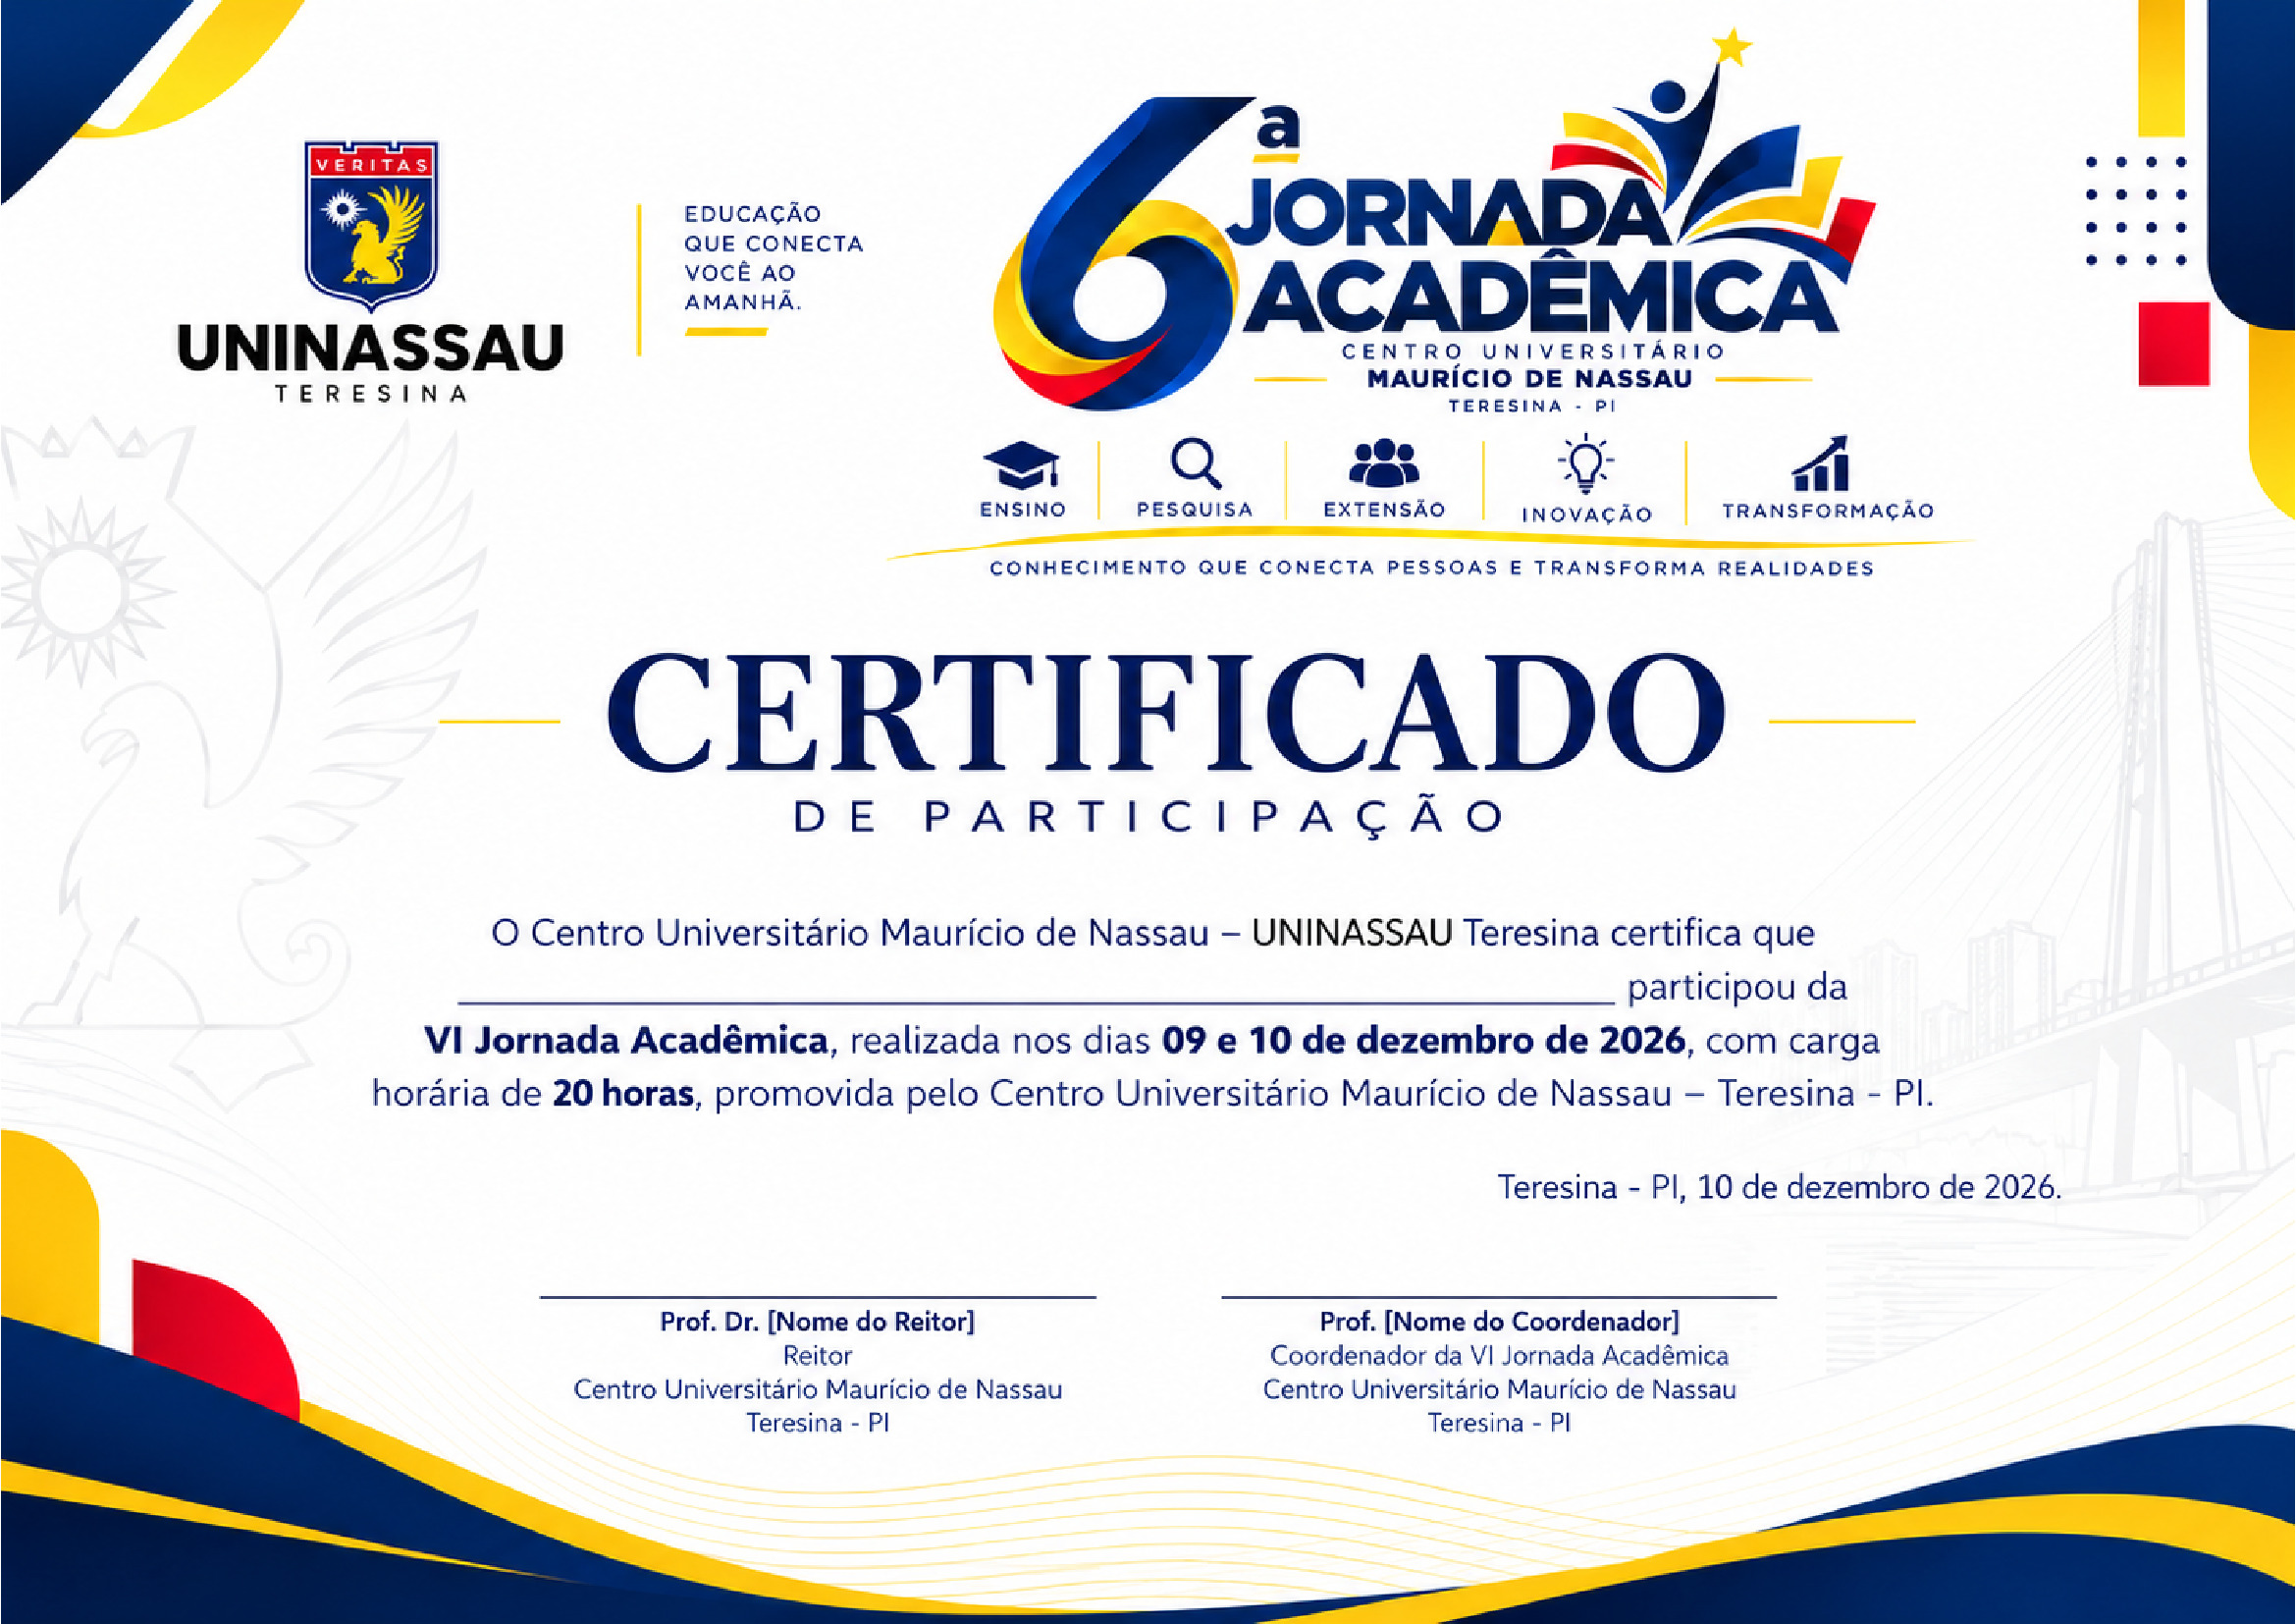 VERITAS
UNINASSAU
TERESINA
EDUCAÇÃO
QUE CONECTA
VOCÊ AO
AMANHÃ.
6ª
JORNADA
ACADÊMICA
CENTRO UNIVERSITÁRIO
MAURÍCIO DE NASSAU
TERESINA - PI
ENSINO
PESQUISA
EXTENSÃO
INOVAÇÃO
TRANSFORMAÇÃO
CONHECIMENTO QUE CONECTA PESSOAS E TRANSFORMA REALIDADES
CERTIFICADO
DE PARTICIPAÇÃO
O Centro Universitário Maurício de Nassau – UNINASSAU Teresina certifica que
participou da
VI Jornada Acadêmica, realizada nos dias 09 e 10 de dezembro de 2026, com carga
horária de 20 horas, promovida pelo Centro Universitário Maurício de Nassau – Teresina - PI.
Teresina - PI, 10 de dezembro de 2026.
Prof. Dr. [Nome do Reitor]
Reitor
Centro Universitário Maurício de Nassau
Teresina - PI
Prof. [Nome do Coordenador]
Coordenador da VI Jornada Acadêmica
Centro Universitário Maurício de Nassau
Teresina - PI